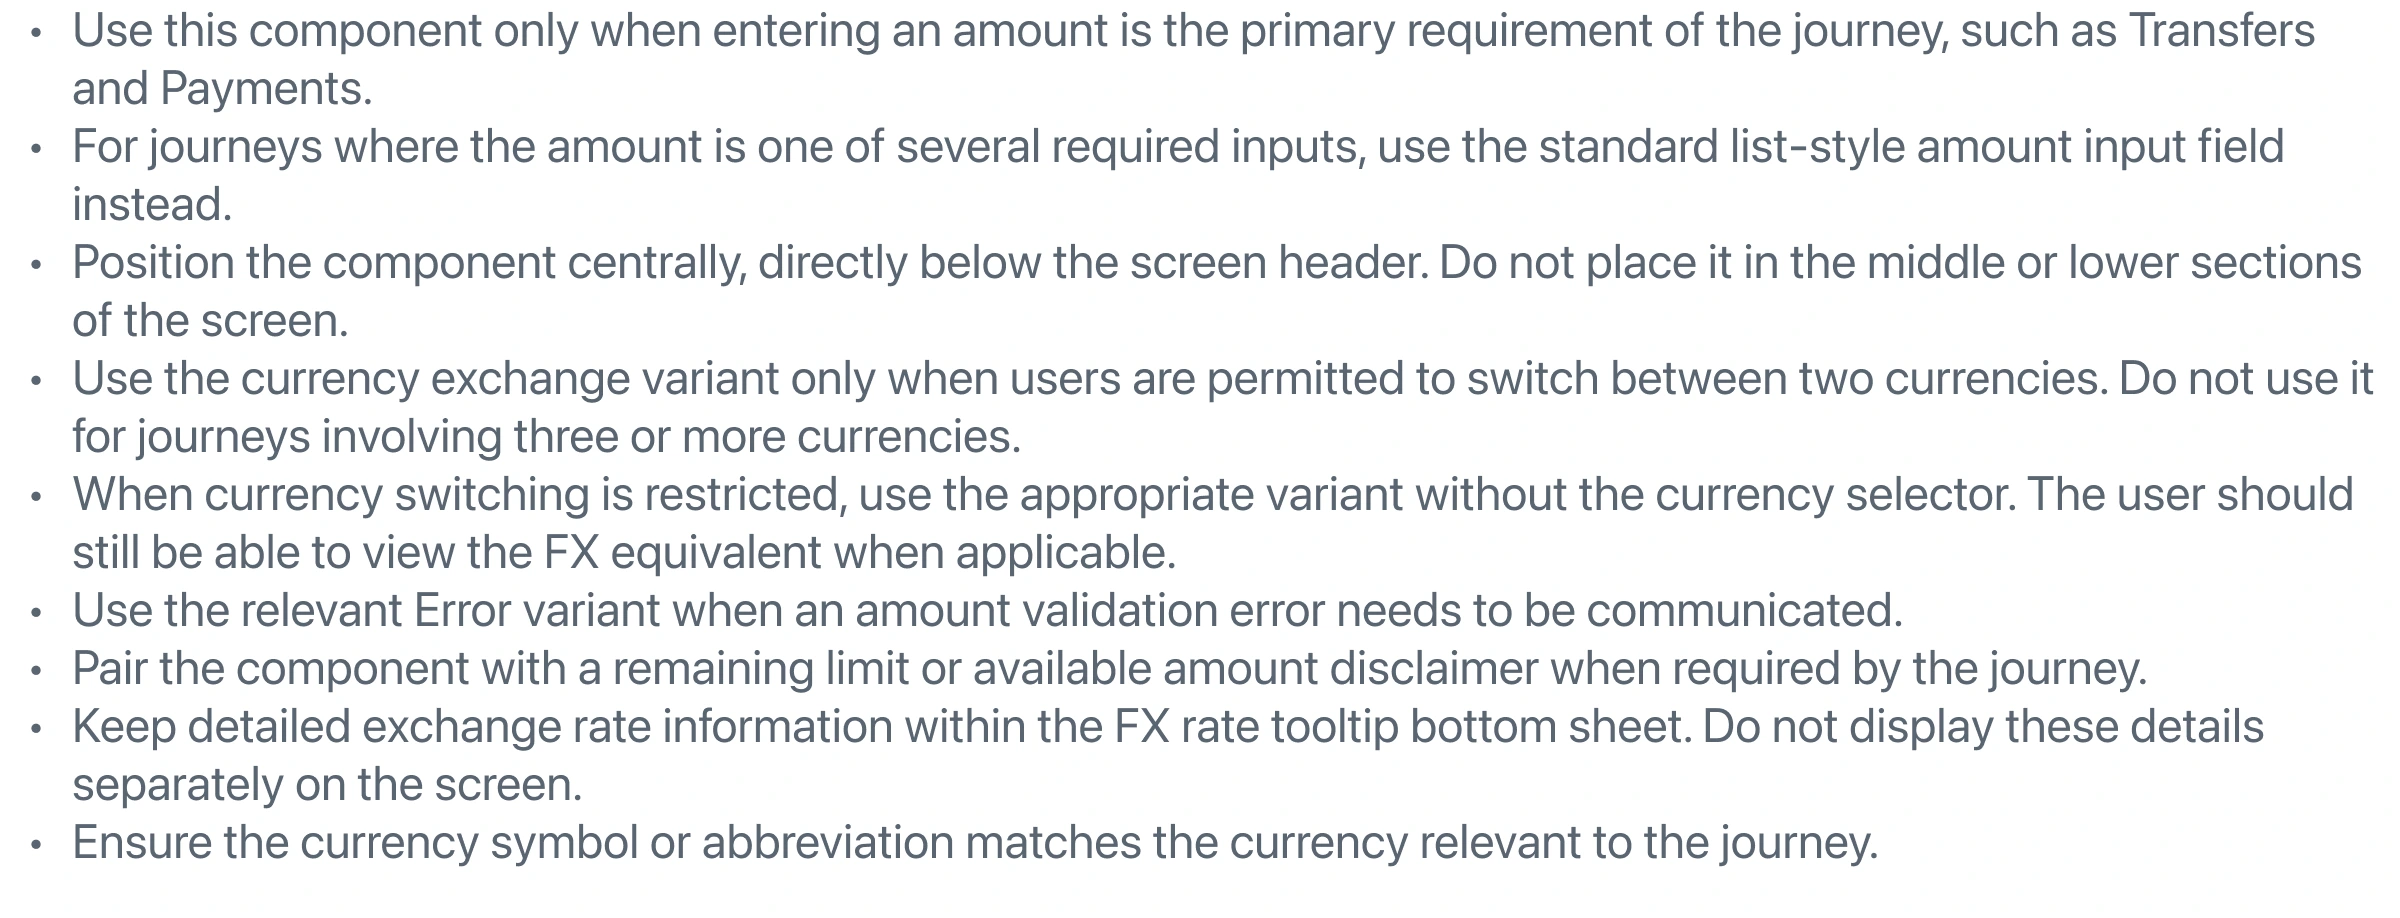 • Use this component only when entering an amount is the primary requirement of the journey, such as Transfers
and Payments.
• For journeys where the amount is one of several required inputs, use the standard list-style amount input field
instead.
• Position the component centrally, directly below the screen header. Do not place it in the middle or lower sections
of the screen.
• Use the currency exchange variant only when users are permitted to switch between two currencies. Do not use it
for journeys involving three or more currencies.
• When currency switching is restricted, use the appropriate variant without the currency selector. The user should
still be able to view the FX equivalent when applicable.
• Use the relevant Error variant when an amount validation error needs to be communicated.
• Pair the component with a remaining limit or available amount disclaimer when required by the journey.
• Keep detailed exchange rate information within the FX rate tooltip bottom sheet. Do not display these details
separately on the screen.
• Ensure the currency symbol or abbreviation matches the currency relevant to the journey.